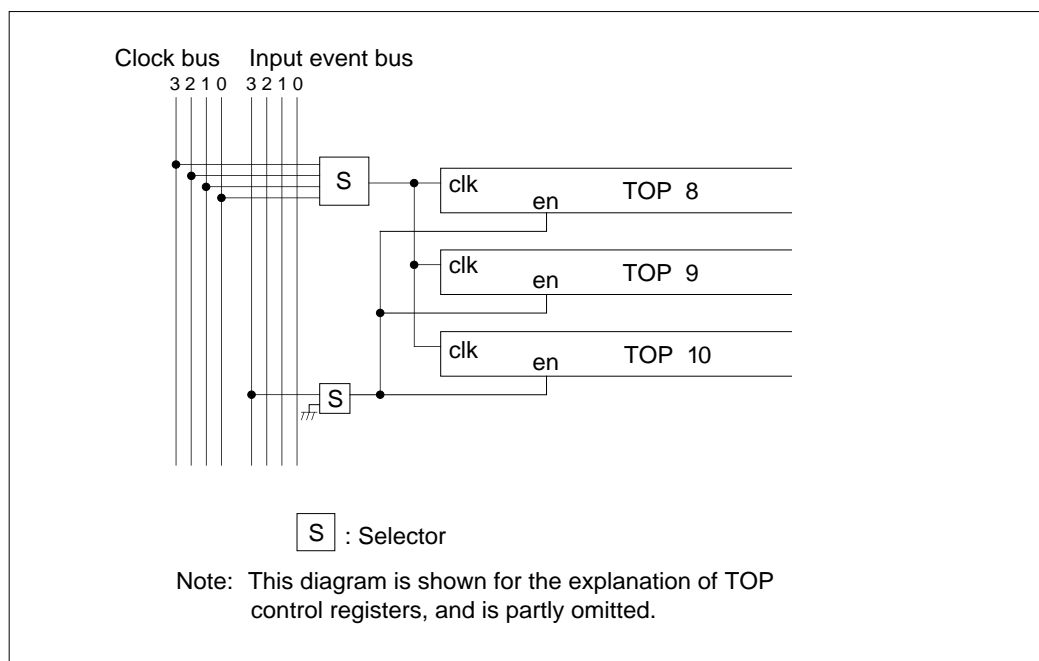 Clock bus Input event bus
3 2 1 0 3 2 1 0
S
clk
en
TOP 8
clk
en
TOP 9
clk
en
TOP 10
S
S : Selector
Note: This diagram is shown for the explanation of TOP
control registers, and is partly omitted.